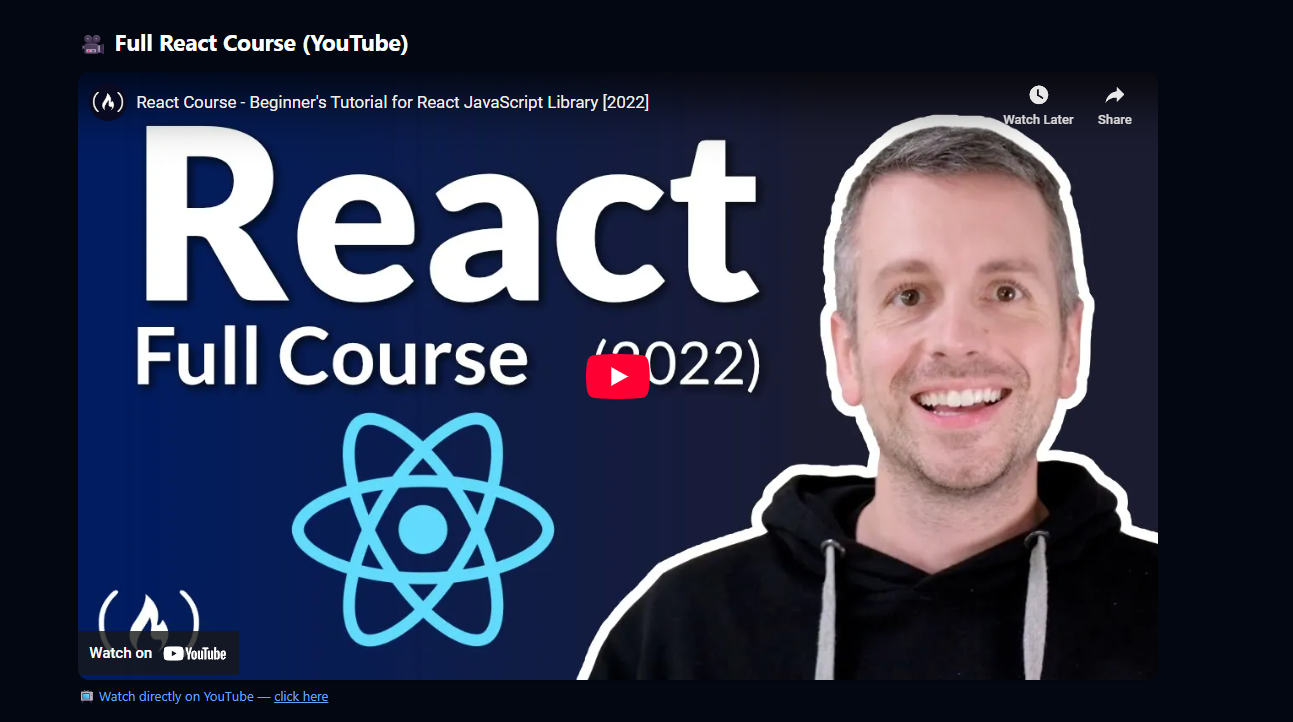 Full React Course (YouTube)
React Course - Beginner's Tutorial for React JavaScript Library [2022]
Watch Later
Share
React
Full Course (2022)
Watch on YouTube
Watch directly on YouTube — click here